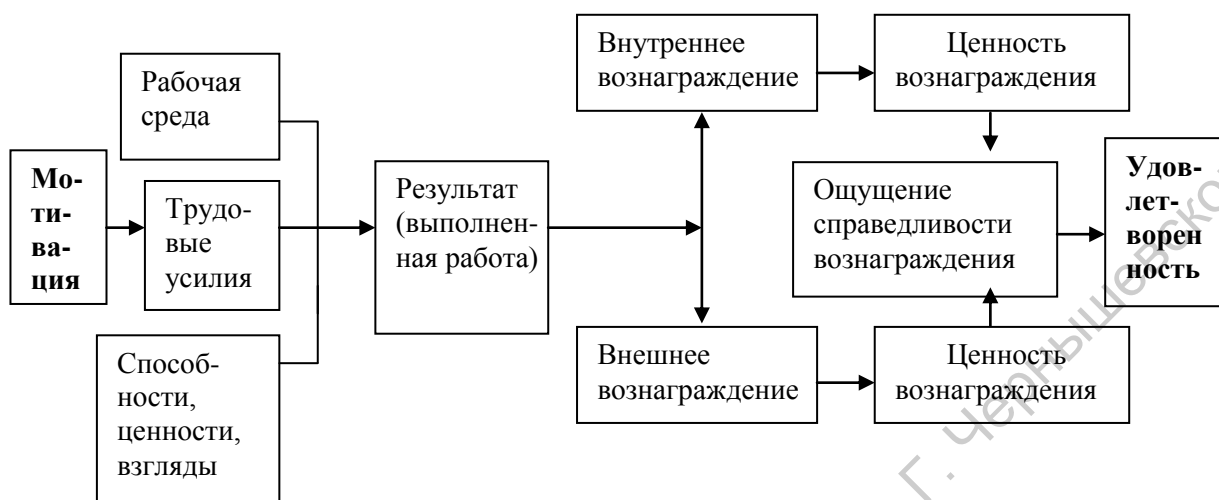 Мо-
ти-
ва-
ция
Рабочая
среда
Трудо-
вые
усилия
Способ-
ности,
ценности,
взгляды
Результат
(выполнен-
ная работа)
Внутреннее
вознаграждение
Ценность
вознаграждения
Ощущение
справедливости
вознаграждения
Внешнее
вознаграждение
Ценность
вознаграждения
Удов-
лет-
ворен
ность
Г. Чернышевско